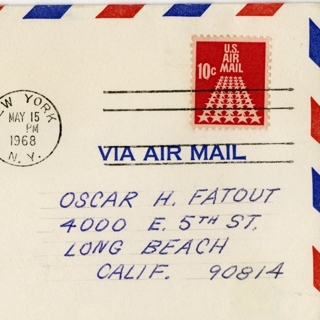 U.S.
AIR
MAIL
10c
NEW YORK
MAY 15
PM
1968
N.Y.
VIA AIR MAIL
OSCAR H. FATOUT
4000 E. 5TH ST.
LONG BEACH
CALIF. 90814